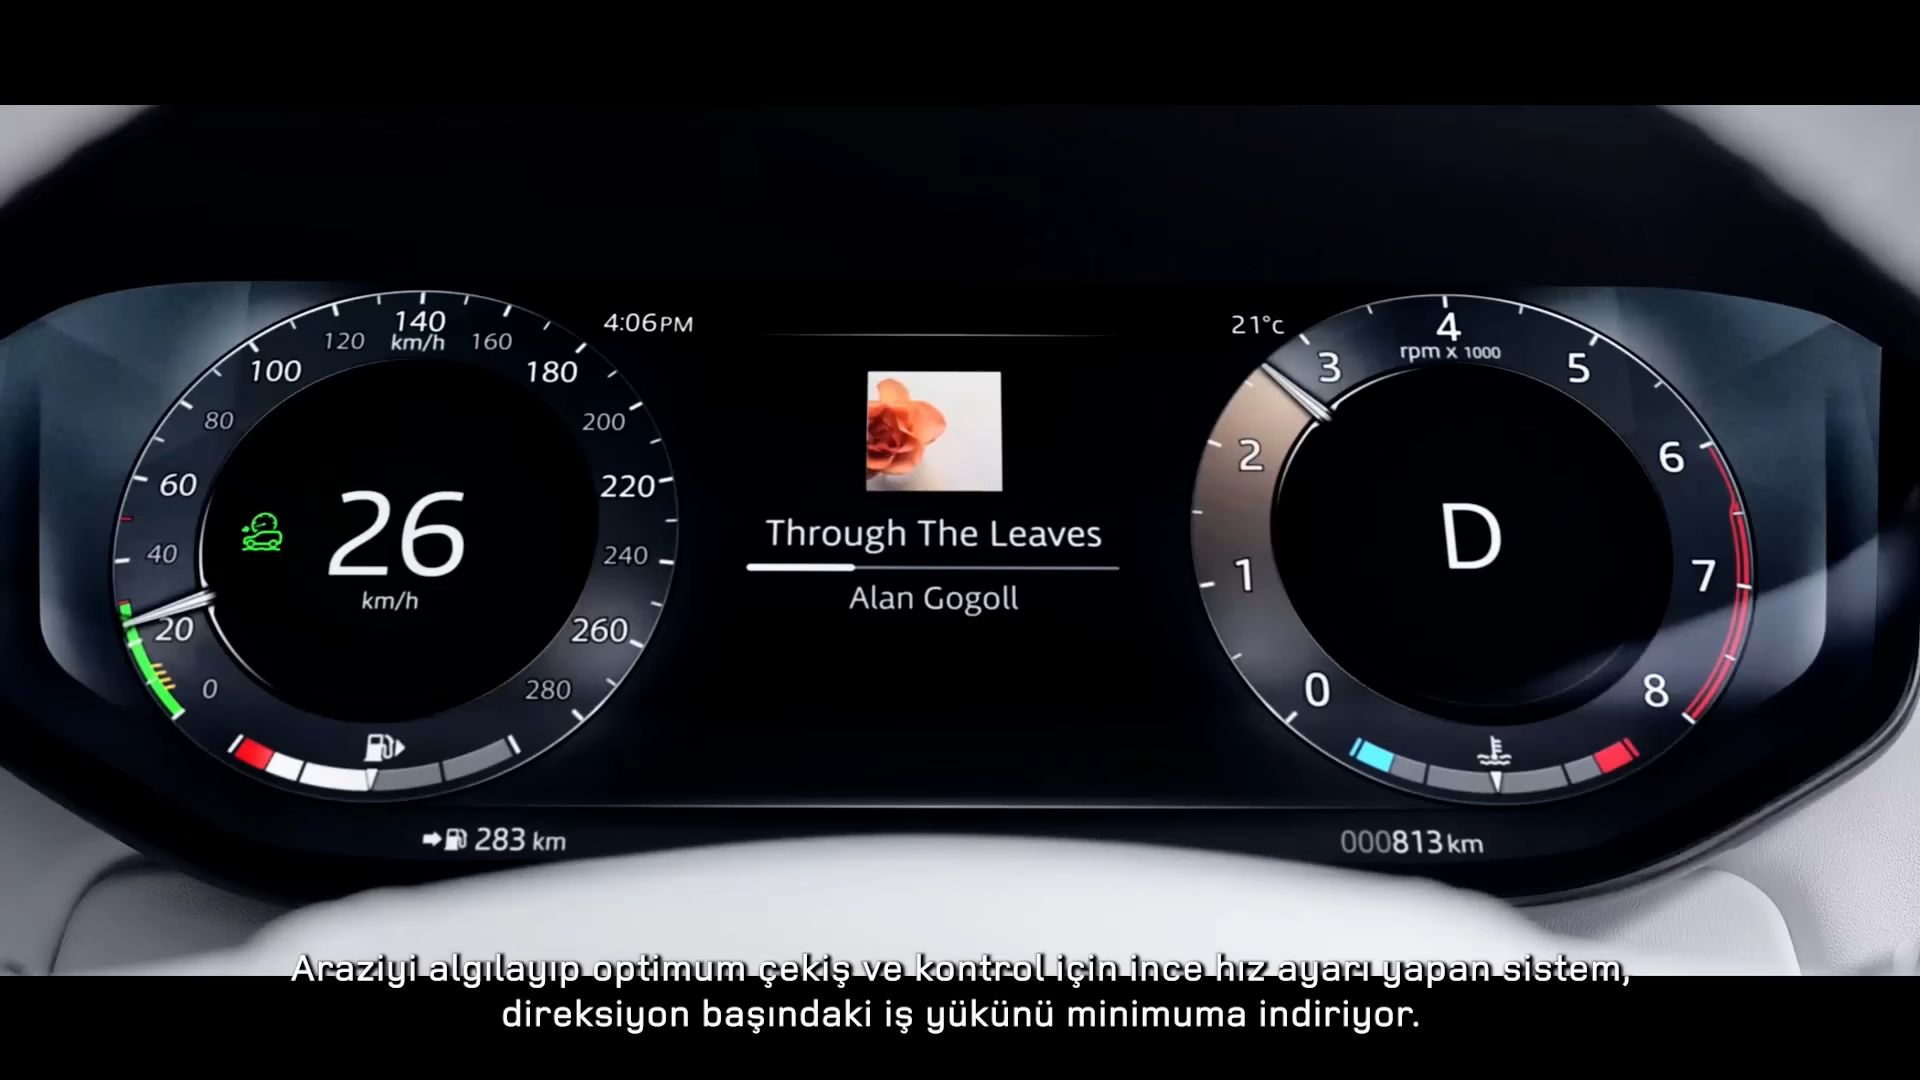 4:06PM
21°c
0
20
40
60
80
100
120
140
km/h
160
180
200
220
240
260
280
26
km/h
Through The Leaves
Alan Gogoll
0
1
2
3
4
rpm x 1000
5
6
7
8
D
283 km
000813 km
Araziyi algılayıp optimum çekiş ve kontrol için ince hız ayarı yapan sistem,
direksiyon başındaki iş yükünü minimuma indiriyor.